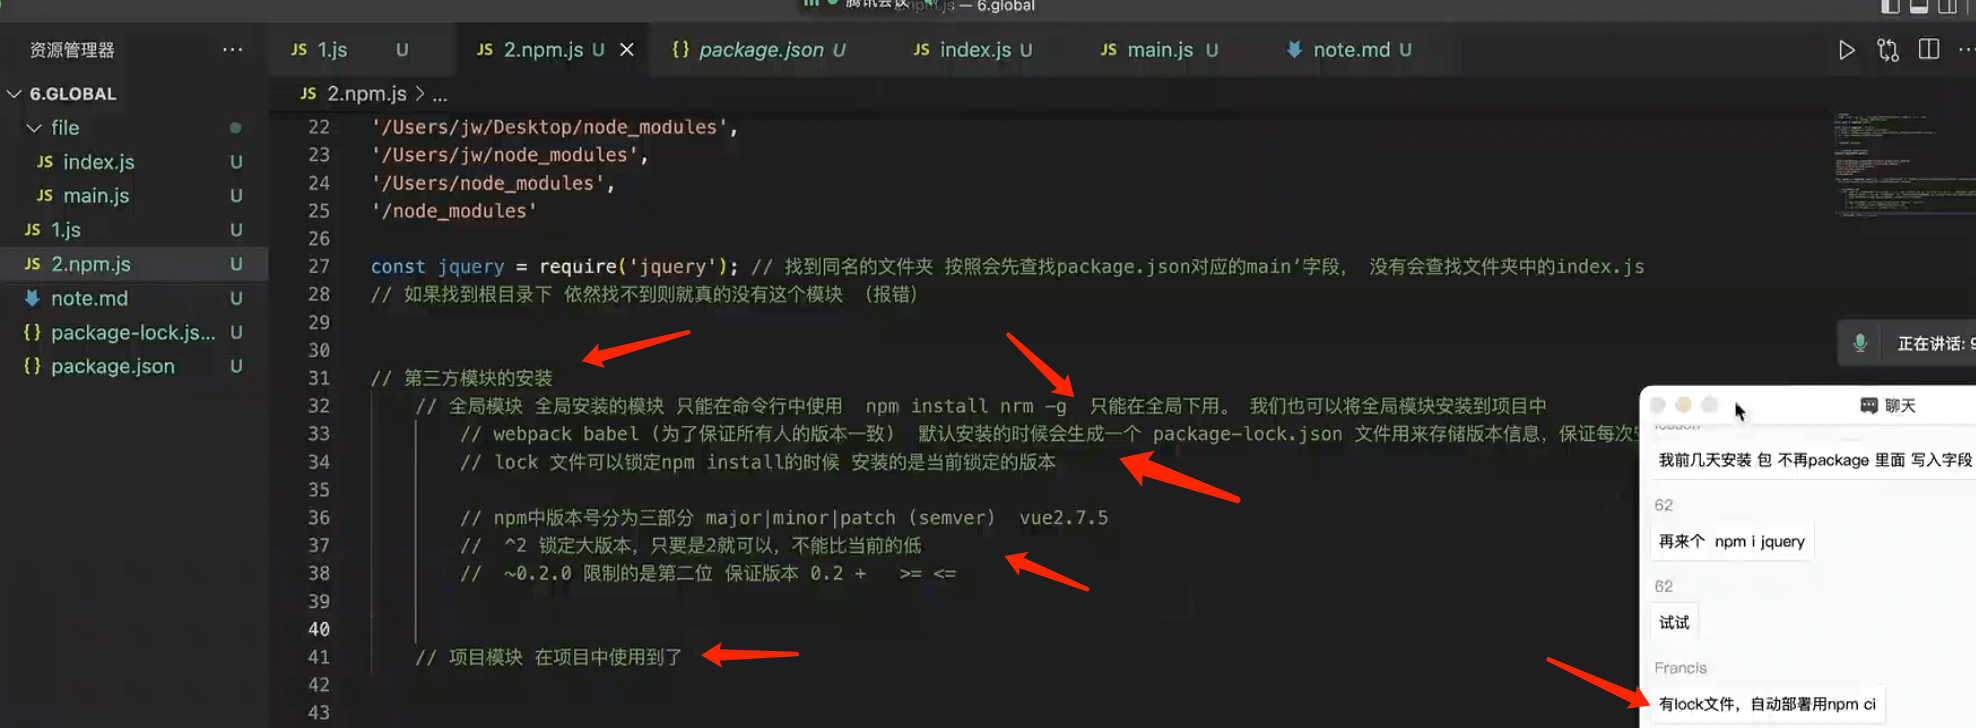 腾讯会议
npm.js — 6.global
资源管理器 ...
JS 1.js U
JS 2.npm.js U ×
{} package.json U
JS index.js U
JS main.js U
note.md U
6.GLOBAL
file
JS index.js U
JS main.js U
JS 1.js U
JS 2.npm.js U
note.md U
{} package-lock.js... U
{} package.json U
JS 2.npm.js > ...
22 '/Users/jw/Desktop/node_modules',
23 '/Users/jw/node_modules',
24 '/Users/node_modules',
25 '/node_modules'
26
27 const jquery = require('jquery'); // 找到同名的文件夹 按照会先查找package.json对应的main’字段， 没有会查找文件夹中的index.js
28 // 如果找到根目录下 依然找不到则就真的没有这个模块 （报错）
29
30
31 // 第三方模块的安装
32 // 全局模块 全局安装的模块 只能在命令行中使用 npm install nrm -g 只能在全局下用。 我们也可以将全局模块安装到项目中
33 // webpack babel (为了保证所有人的版本一致） 默认安装的时候会生成一个 package-lock.json 文件用来存储版本信息，保证每次
34 // lock 文件可以锁定npm install的时候 安装的是当前锁定的版本
35
36 // npm中版本号分为三部分 major|minor|patch (semver) vue2.7.5
37 // ^2 锁定大版本，只要是2就可以，不能比当前的低
38 // ~0.2.0 限制的是第二位 保证版本 0.2 + >= <=
39
40
41 // 项目模块 在项目中使用到了
42
43
正在讲话:
聊天
我前几天安装 包 不再package 里面 写入字段
62
再来个 npm i jquery
62
试试
Francis
有lock文件，自动部署用npm ci